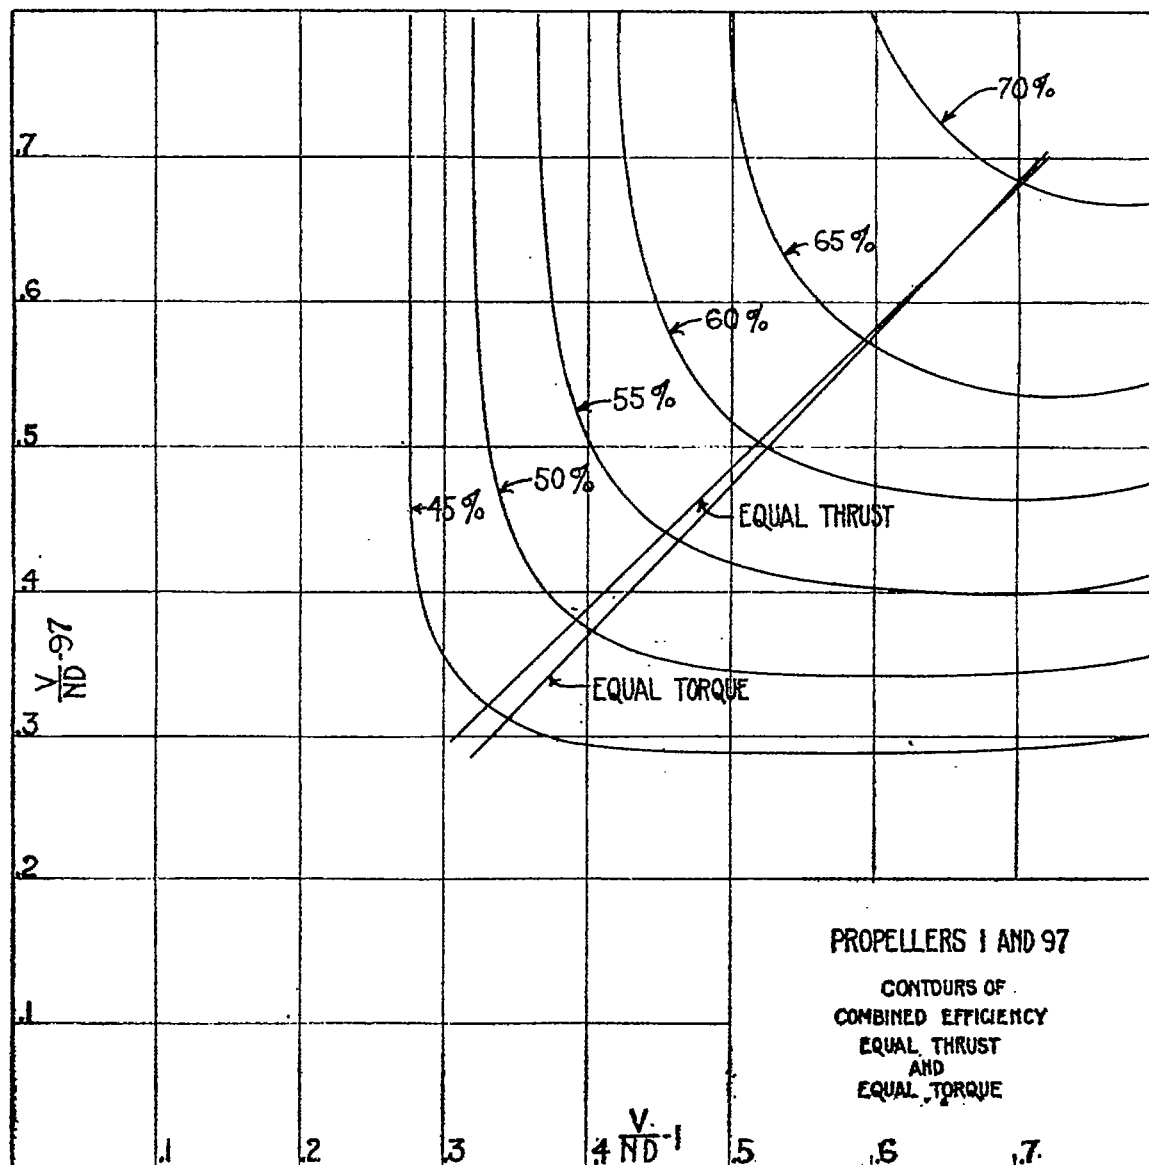 70%
.7
65%
.6
60%
55%
.5
50%
45%
EQUAL THRUST
.4
V
ND -97
EQUAL TORQUE
.3
.2
PROPELLERS 1 AND 97
CONTOURS OF
COMBINED EFFICIENCY
EQUAL THRUST
AND
EQUAL TORQUE
.1
V
ND -1
.1 .2 .3 .4 .5 .6 .7